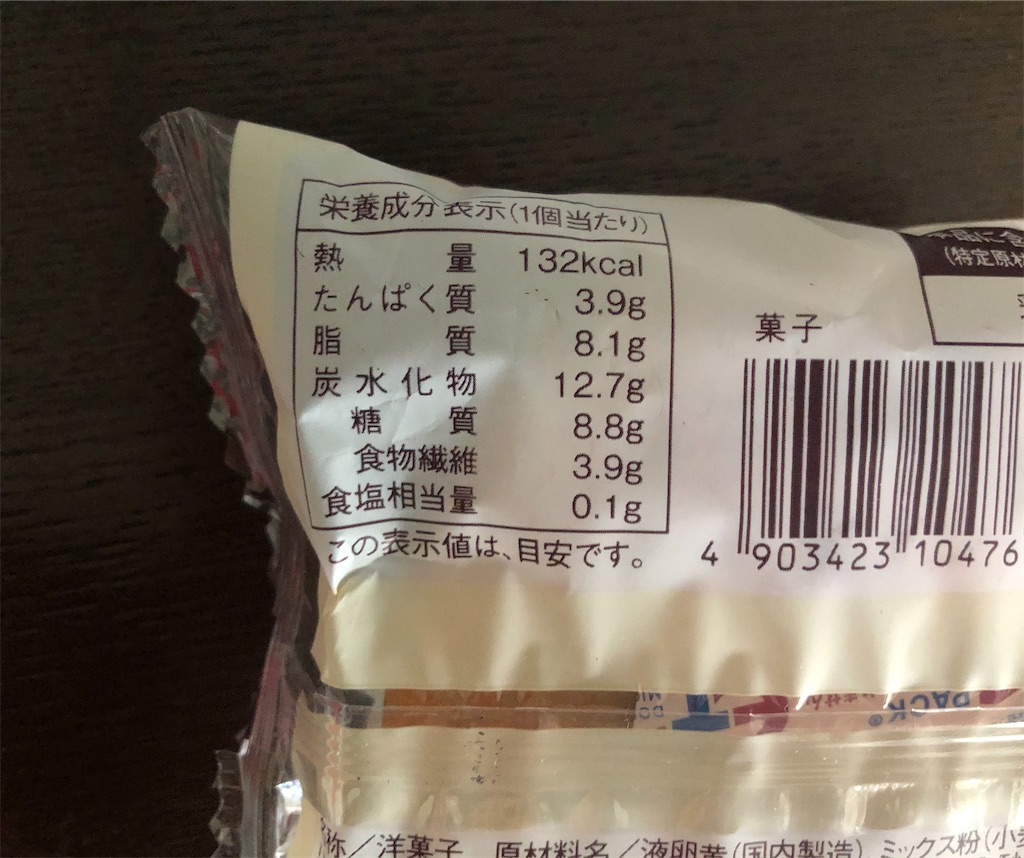 栄養成分表示(1個当たり)
熱量 132kcal
たんぱく質 3.9g
脂質 8.1g
炭水化物 12.7g
糖質 8.8g
食物繊維 3.9g
食塩相当量 0.1g
この表示値は、目安です。
(特定原材
菓子
4 903423 10476
PACK®
称/洋菓子 原材料名/液卵黄(国内製造) ミックス粉(小麦